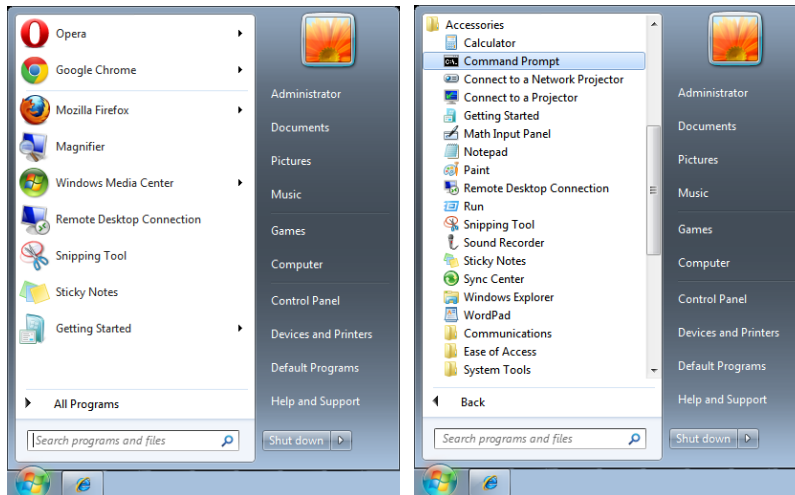 Opera
Google Chrome
Mozilla Firefox
Magnifier
Windows Media Center
Remote Desktop Connection
Snipping Tool
Sticky Notes
Getting Started
All Programs
Search programs and files
Administrator
Documents
Pictures
Music
Games
Computer
Control Panel
Devices and Printers
Default Programs
Help and Support
Shut down
Accessories
Calculator
C:\.
Command Prompt
Connect to a Network Projector
Connect to a Projector
Getting Started
Math Input Panel
Notepad
Paint
Remote Desktop Connection
Run
Snipping Tool
Sound Recorder
Sticky Notes
Sync Center
Windows Explorer
WordPad
Communications
Ease of Access
System Tools
Back
Search programs and files
Administrator
Documents
Pictures
Music
Games
Computer
Control Panel
Devices and Printers
Default Programs
Help and Support
Shut down